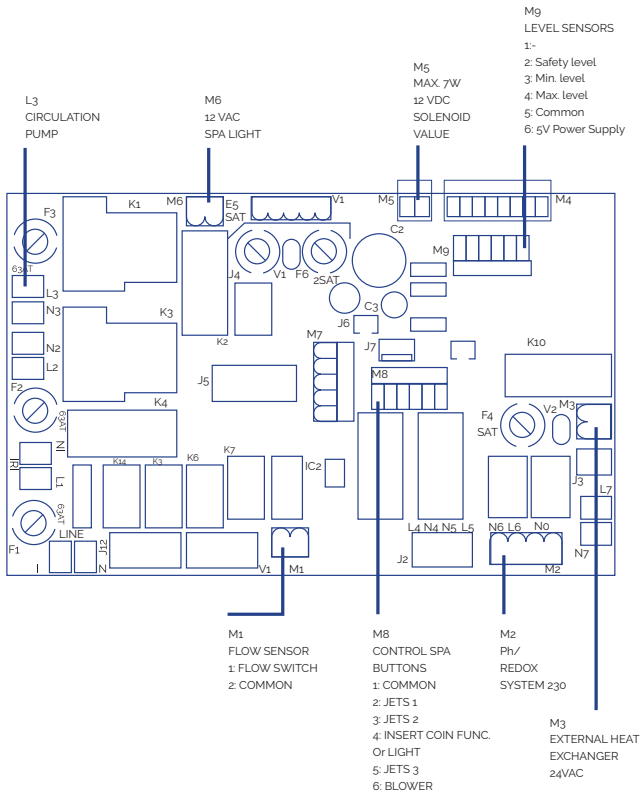 M9
LEVEL SENSORS
1:-
2: Safety level
3: Min. level
4: Max. level
5: Common
6: 5V Power Supply
M5
MAX. 7W
12 VDC
SOLENOID
VALUE
L3
CIRCULATION
PUMP
M6
12 VAC
SPA LIGHT
F3
K1
M6
E5
SAT
V1
M5
M4
C2
M9
63AT
J4
V1
F6
2SAT
L3
N3
K3
K2
C3
J6
M7
N2
L2
J7
K10
J5
M8
F2
63AT
K4
F4
SAT
V2
M3
NI
IRI
K14
K3
K6
K7
IC2
J3
L1
L7
63AT
F1
LINE
J12
I
N
V1
M1
L4 N4 N5 L5
J2
N6 L6 N0
M2
N7
M1
FLOW SENSOR
1: FLOW SWITCH
2: COMMON
M8
CONTROL SPA
BUTTONS
1: COMMON
2: JETS 1
3: JETS 2
4: INSERT COIN FUNC.
Or LIGHT
5: JETS 3
6: BLOWER
M2
Ph/
REDOX
SYSTEM 230
M3
EXTERNAL HEAT
EXCHANGER
24VAC